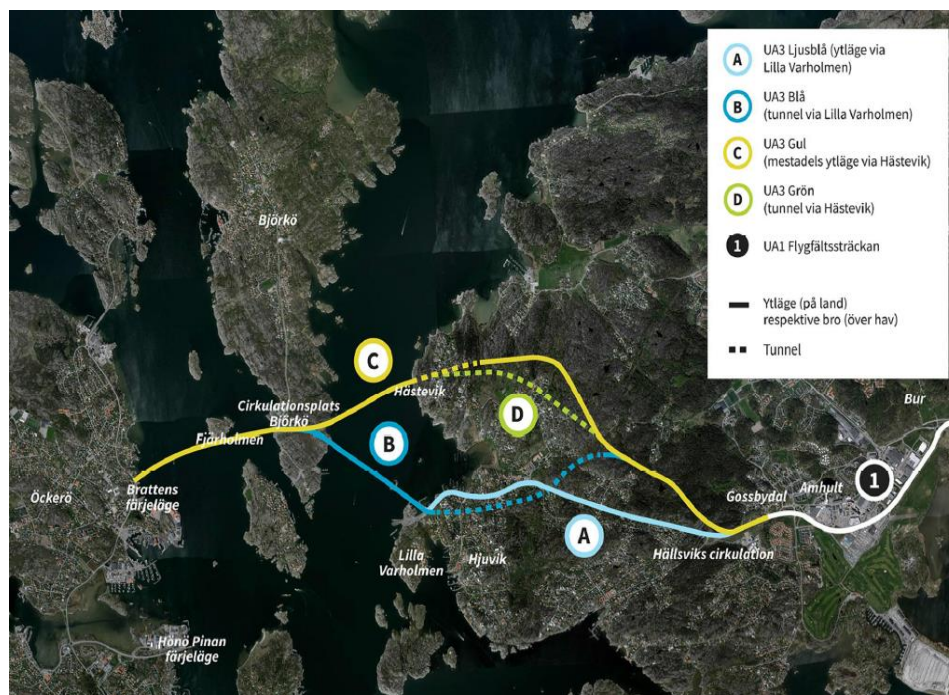 A
UA3 Ljusblå (ytläge via
Lilla Varholmen)
B
UA3 Blå
(tunnel via Lilla Varholmen)
C
UA3 Gul
(mestadels ytläge via Hästevik)
D
UA3 Grön
(tunnel via Hästevik)
1
UA1 Flygfältssträckan
Ytläge (på land)
respektive bro (över hav)
Tunnel
Björkö
C
Hästevik
Cirkulationsplats
Björkö
Fjärholmen
B
D
Bur
Öckerö
Brattens
färjeläge
Gossbydal
Amhult
1
Lilla
Varholmen
Hjuvik
A
Hällsviks cirkulation
Hönö Pinan
färjeläge